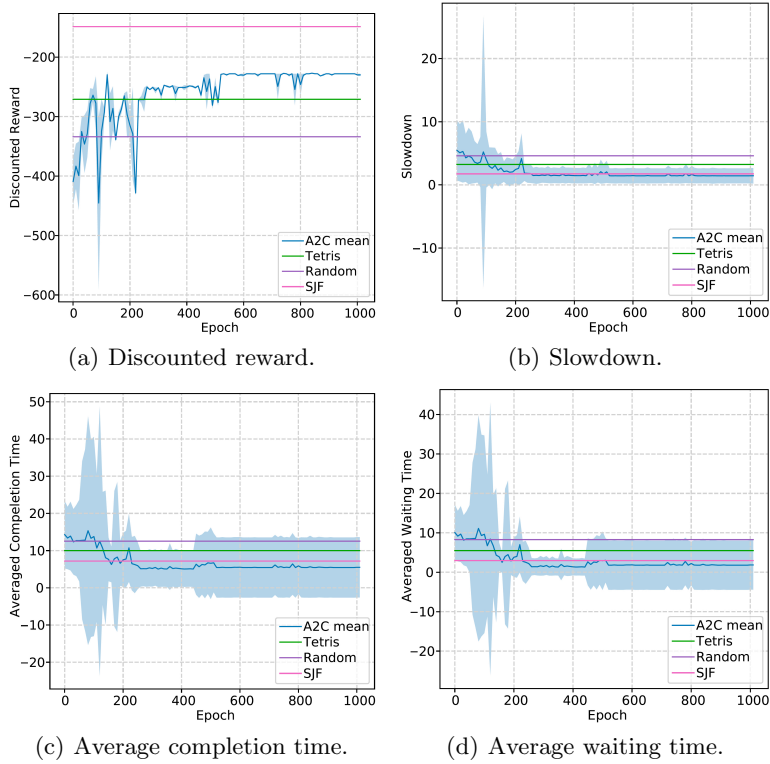 −200
−300
−400
−500
−600
Discounted Reward
0 200 400 600 800 1000
Epoch
A2C mean
Tetris
Random
SJF
(a) Discounted reward.
20
10
0
−10
Slowdown
0 200 400 600 800 1000
Epoch
A2C mean
Tetris
Random
SJF
(b) Slowdown.
50
40
30
20
10
0
−10
−20
Averaged Compeletion Time
0 200 400 600 800 1000
Epoch
A2C mean
Tetris
Random
SJF
(c) Average completion time.
40
30
20
10
0
−10
−20
Averaged Waiting Time
0 200 400 600 800 1000
Epoch
A2C mean
Tetris
Random
SJF
(d) Average waiting time.